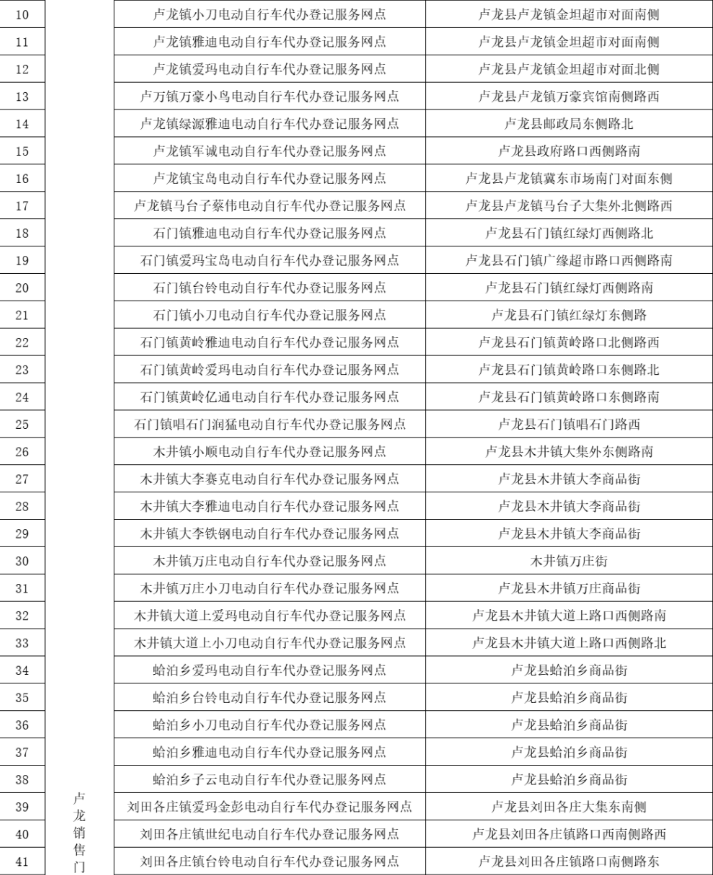 10 卢龙镇小刀电动自行车代办登记服务网点 卢龙县卢龙镇金坦超市对面南侧
11 卢龙镇雅迪电动自行车代办登记服务网点 卢龙县卢龙镇金坦超市对面南侧
12 卢龙镇爱玛电动自行车代办登记服务网点 卢龙县卢龙镇金坦超市对面北侧
13 卢万镇万豪小鸟电动自行车代办登记服务网点 卢龙县卢龙镇万豪宾馆南侧路西
14 卢龙镇绿源雅迪电动自行车代办登记服务网点 卢龙县邮政局东侧路北
15 卢龙镇军诚电动自行车代办登记服务网点 卢龙县政府路口西侧路南
16 卢龙镇宝岛电动自行车代办登记服务网点 卢龙县卢龙镇冀东市场南门对面东侧
17 卢龙镇马台子蔡伟电动自行车代办登记服务网点 卢龙县卢龙镇马台子大集外北侧路西
18 石门镇雅迪电动自行车代办登记服务网点 卢龙县石门镇红绿灯西侧路北
19 石门镇爱玛宝岛电动自行车代办登记服务网点 卢龙县石门镇广缘超市路口西侧路南
20 石门镇台铃电动自行车代办登记服务网点 卢龙县石门镇红绿灯西侧路南
21 石门镇小刀电动自行车代办登记服务网点 卢龙县石门镇红绿灯东侧路
22 石门镇黄岭雅迪电动自行车代办登记服务网点 卢龙县石门镇黄岭路口北侧路西
23 石门镇黄岭爱玛电动自行车代办登记服务网点 卢龙县石门镇黄岭路口东侧路北
24 石门镇黄岭亿通电动自行车代办登记服务网点 卢龙县石门镇黄岭路口东侧路南
25 石门镇唱石门润猛电动自行车代办登记服务网点 卢龙县石门镇唱石门路西
26 木井镇小顺电动自行车代办登记服务网点 卢龙县木井镇大集外东侧路南
27 木井镇大李赛克电动自行车代办登记服务网点 卢龙县木井镇大李商品街
28 木井镇大李雅迪电动自行车代办登记服务网点 卢龙县木井镇大李商品街
29 木井镇大李铁钢电动自行车代办登记服务网点 卢龙县木井镇大李商品街
30 木井镇万庄电动自行车代办登记服务网点 木井镇万庄街
31 木井镇万庄小刀电动自行车代办登记服务网点 卢龙县木井镇万庄商品街
32 木井镇大道上爱玛电动自行车代办登记服务网点 卢龙县木井镇大道上路口西侧路南
33 木井镇大道上小刀电动自行车代办登记服务网点 卢龙县木井镇大道上路口西侧路北
34 蛤泊乡爱玛电动自行车代办登记服务网点 卢龙县蛤泊乡商品街
35 蛤泊乡台铃电动自行车代办登记服务网点 卢龙县蛤泊乡商品街
36 蛤泊乡小刀电动自行车代办登记服务网点 卢龙县蛤泊乡商品街
37 蛤泊乡雅迪电动自行车代办登记服务网点 卢龙县蛤泊乡商品街
38 蛤泊乡子云电动自行车代办登记服务网点 卢龙县蛤泊乡商品街
39 刘田各庄镇爱玛金彭电动自行车代办登记服务网点 卢龙县刘田各庄大集东南侧
40 刘田各庄镇世纪电动自行车代办登记服务网点 卢龙县刘田各庄镇路口西南侧路西
41 刘田各庄镇台铃电动自行车代办登记服务网点 卢龙县刘田各庄镇路口南侧路东
卢龙销售门